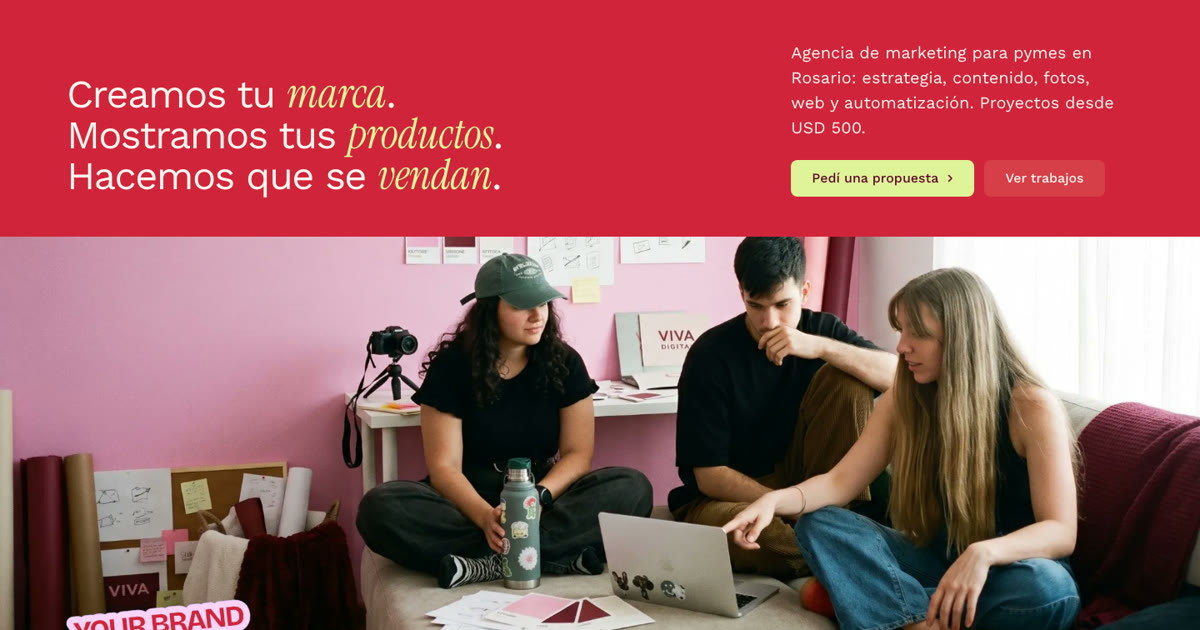 Creamos tu marca.
Mostramos tus productos.
Hacemos que se vendan.
Agencia de marketing para pymes en
Rosario: estrategia, contenido, fotos,
web y automatización. Proyectos desde
USD 500.
Pedí una propuesta
Ver trabajos
VIVA
DIGITAL
VIVA
YOUR BRAND